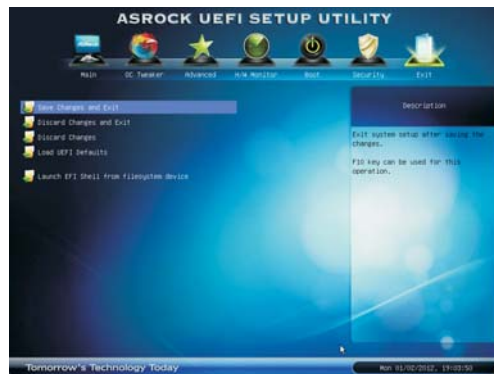 ASROCK UEFI SETUP UTILITY
Main OC Tweaker Advanced H/W Monitor Boot Security Exit
Save Changes and Exit
Discard Changes and Exit
Discard Changes
Load UEFI Defaults
Launch EFI Shell from filesystem device
Description
Exit system setup after saving the
changes.
F10 key can be used for this
operation.
Tomorrow's Technology Today
Mon 01/02/2012, 19:03:50